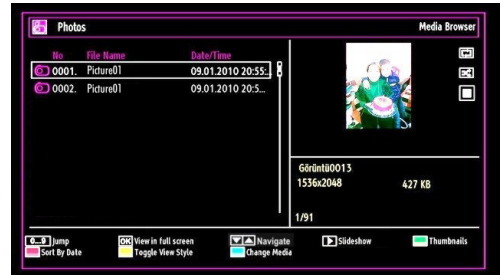 Photos
Media Browser
No File Name Date/Time
0001. Picture01 09.01.2010 20:55:..
0002. Picture01 09.01.2010 20:5...
Görüntü0013
1536x2048 427 KB
1/91
0...9 Jump OK View in full screen Navigate Slideshow Thumbnails
Sort By Date Toggle View Style Change Media